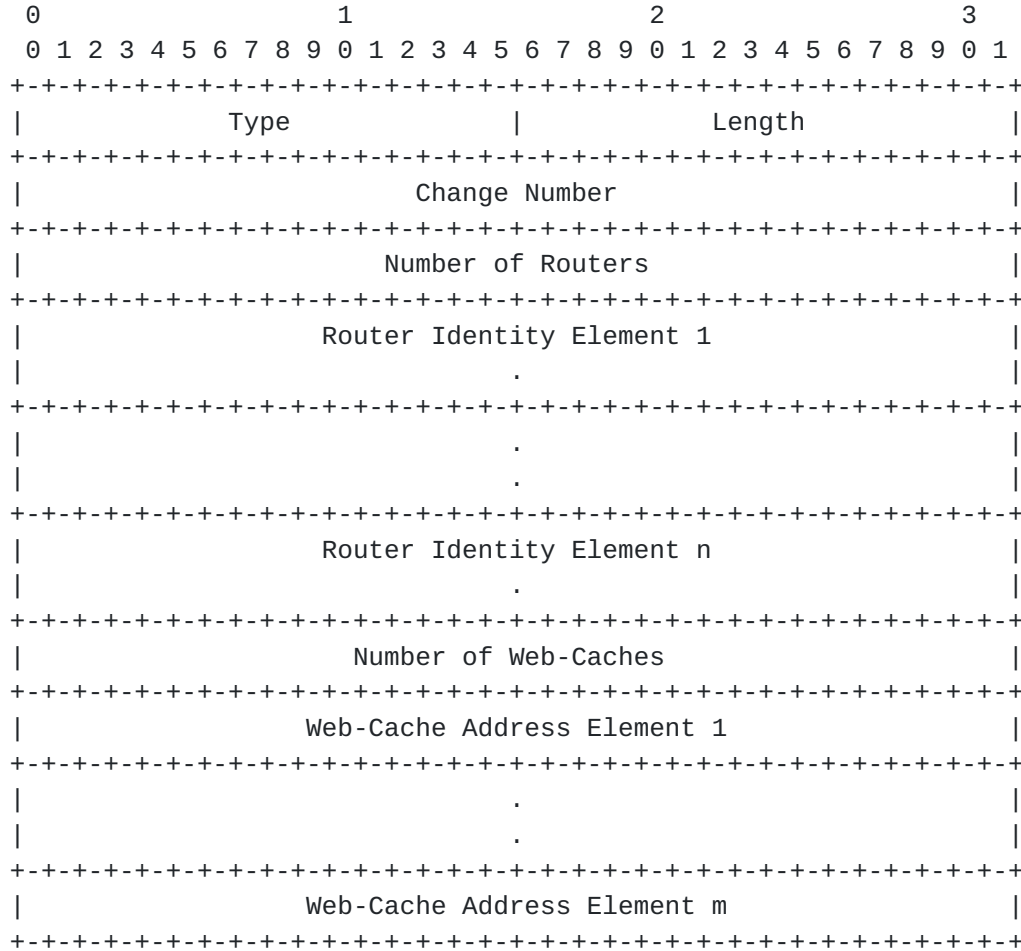 0                   1                   2                   3
 0 1 2 3 4 5 6 7 8 9 0 1 2 3 4 5 6 7 8 9 0 1 2 3 4 5 6 7 8 9 0 1
+-+-+-+-+-+-+-+-+-+-+-+-+-+-+-+-+-+-+-+-+-+-+-+-+-+-+-+-+-+-+-+-+
|             Type              |            Length             |
+-+-+-+-+-+-+-+-+-+-+-+-+-+-+-+-+-+-+-+-+-+-+-+-+-+-+-+-+-+-+-+-+
|                         Change Number                         |
+-+-+-+-+-+-+-+-+-+-+-+-+-+-+-+-+-+-+-+-+-+-+-+-+-+-+-+-+-+-+-+-+
|                       Number of Routers                       |
+-+-+-+-+-+-+-+-+-+-+-+-+-+-+-+-+-+-+-+-+-+-+-+-+-+-+-+-+-+-+-+-+
|                   Router Identity Element 1                   |
|                               .                               |
+-+-+-+-+-+-+-+-+-+-+-+-+-+-+-+-+-+-+-+-+-+-+-+-+-+-+-+-+-+-+-+-+
|                               .                               |
|                               .                               |
+-+-+-+-+-+-+-+-+-+-+-+-+-+-+-+-+-+-+-+-+-+-+-+-+-+-+-+-+-+-+-+-+
|                   Router Identity Element n                   |
|                               .                               |
+-+-+-+-+-+-+-+-+-+-+-+-+-+-+-+-+-+-+-+-+-+-+-+-+-+-+-+-+-+-+-+-+
|                     Number of Web-Caches                      |
+-+-+-+-+-+-+-+-+-+-+-+-+-+-+-+-+-+-+-+-+-+-+-+-+-+-+-+-+-+-+-+-+
|                  Web-Cache Address Element 1                  |
+-+-+-+-+-+-+-+-+-+-+-+-+-+-+-+-+-+-+-+-+-+-+-+-+-+-+-+-+-+-+-+-+
|                               .                               |
|                               .                               |
+-+-+-+-+-+-+-+-+-+-+-+-+-+-+-+-+-+-+-+-+-+-+-+-+-+-+-+-+-+-+-+-+
|                  Web-Cache Address Element m                  |
+-+-+-+-+-+-+-+-+-+-+-+-+-+-+-+-+-+-+-+-+-+-+-+-+-+-+-+-+-+-+-+-+